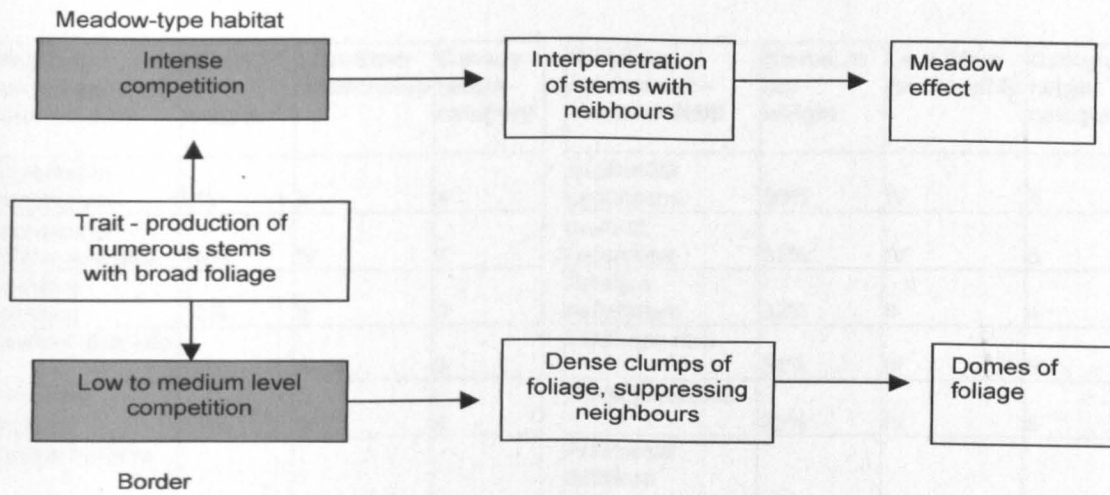 Meadow-type habitat
Intense
competition
Interpenetration
of stems with
neibhours
Meadow
effect
Trait - production of
numerous stems
with broad foliage
Low to medium level
competition
Dense clumps of
foliage, suppressing
neighbours
Domes of
foliage
Border